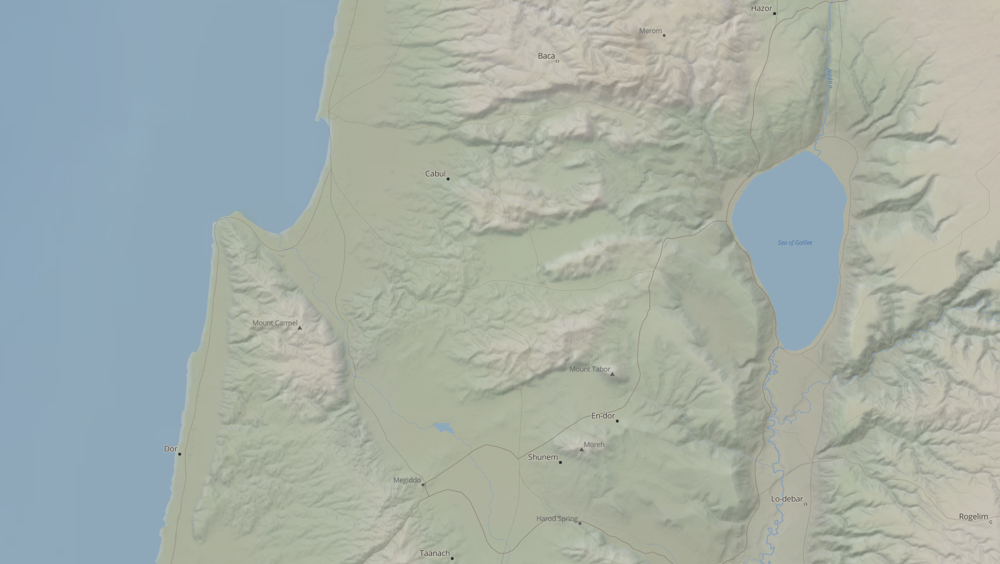 Hazor
Merom
Baca
Jordan
Cabul
Sea of Galilee
Mount Carmel
Mount Tabor
En-dor
Moreh
Dor
Shunem
Megiddo
Lo-debar
Rogelim
Harod Spring
Taanach